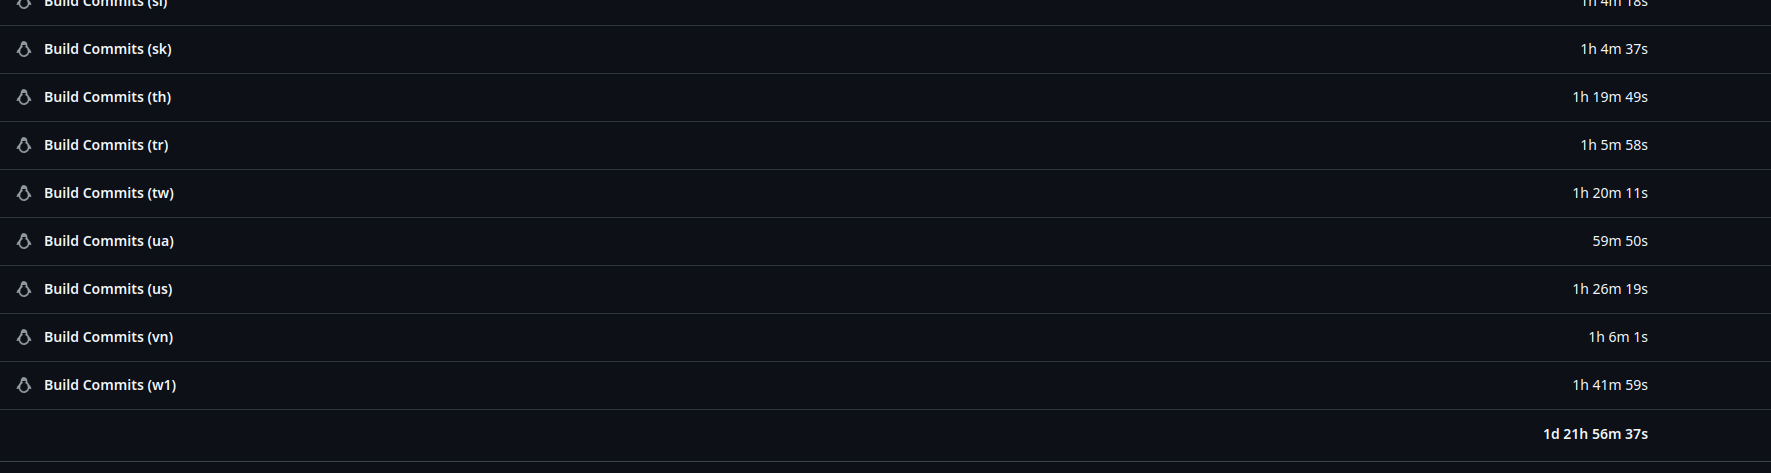 Build Commits (sl) 1h 4m 18s
Build Commits (sk) 1h 4m 37s
Build Commits (th) 1h 19m 49s
Build Commits (tr) 1h 5m 58s
Build Commits (tw) 1h 20m 11s
Build Commits (ua) 59m 50s
Build Commits (us) 1h 26m 19s
Build Commits (vn) 1h 6m 1s
Build Commits (w1) 1h 41m 59s
1d 21h 56m 37s